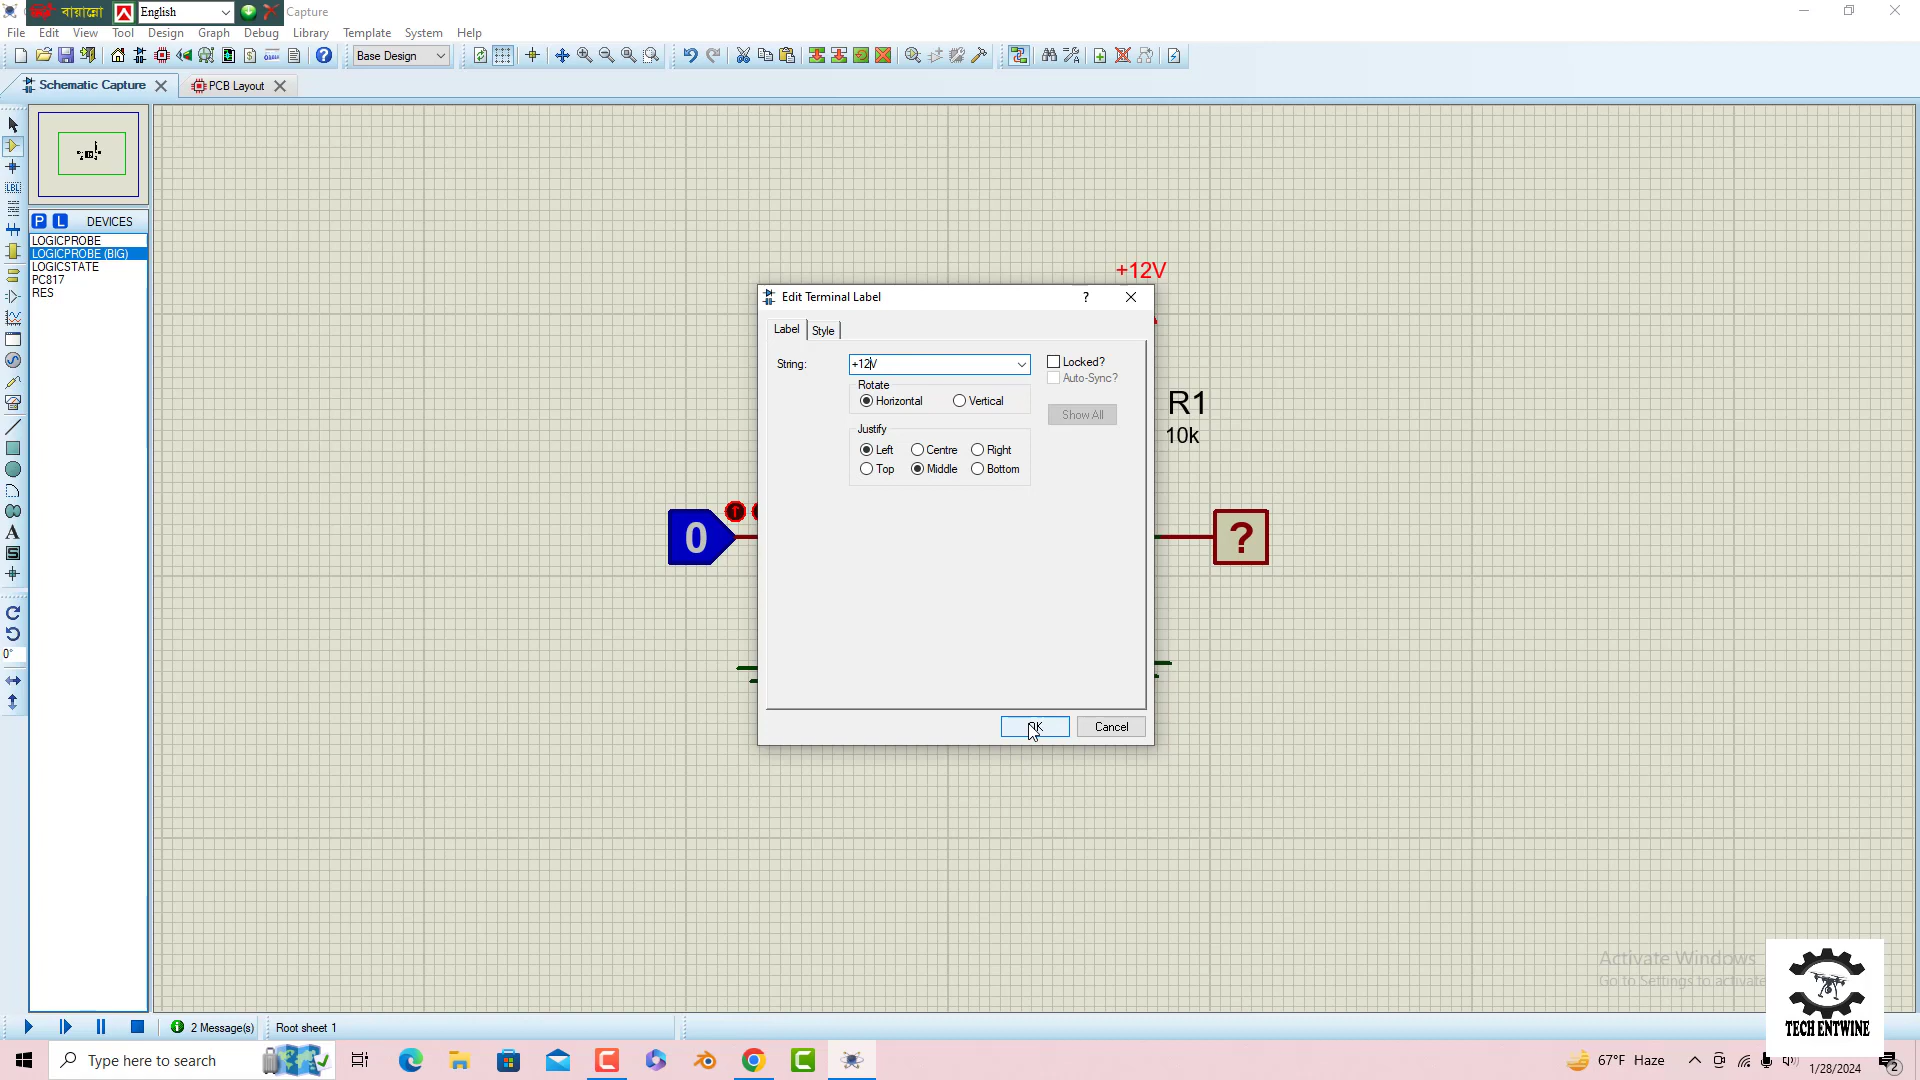 বায়ান্নো English Capture
File Edit View Tool Design Graph Debug Library Template System Help
Base Design
Schematic Capture PCB Layout
P L DEVICES
LOGICPROBE
LOGICPROBE (BIG)
LOGICSTATE
PC817
RES
LBL
A
S
0°
+12V
Edit Terminal Label ?
Label Style
String: +12V Locked?
Auto-Sync?
Rotate
Horizontal Vertical
Show All
Justify
Left Centre Right
Top Middle Bottom
OK Cancel
R1
10k
0 ?
Activate Windows
Go to Settings to activate
TECH ENTWINE
2 Message(s) Root sheet 1
Type here to search
67°F Haze
1/28/2024
2